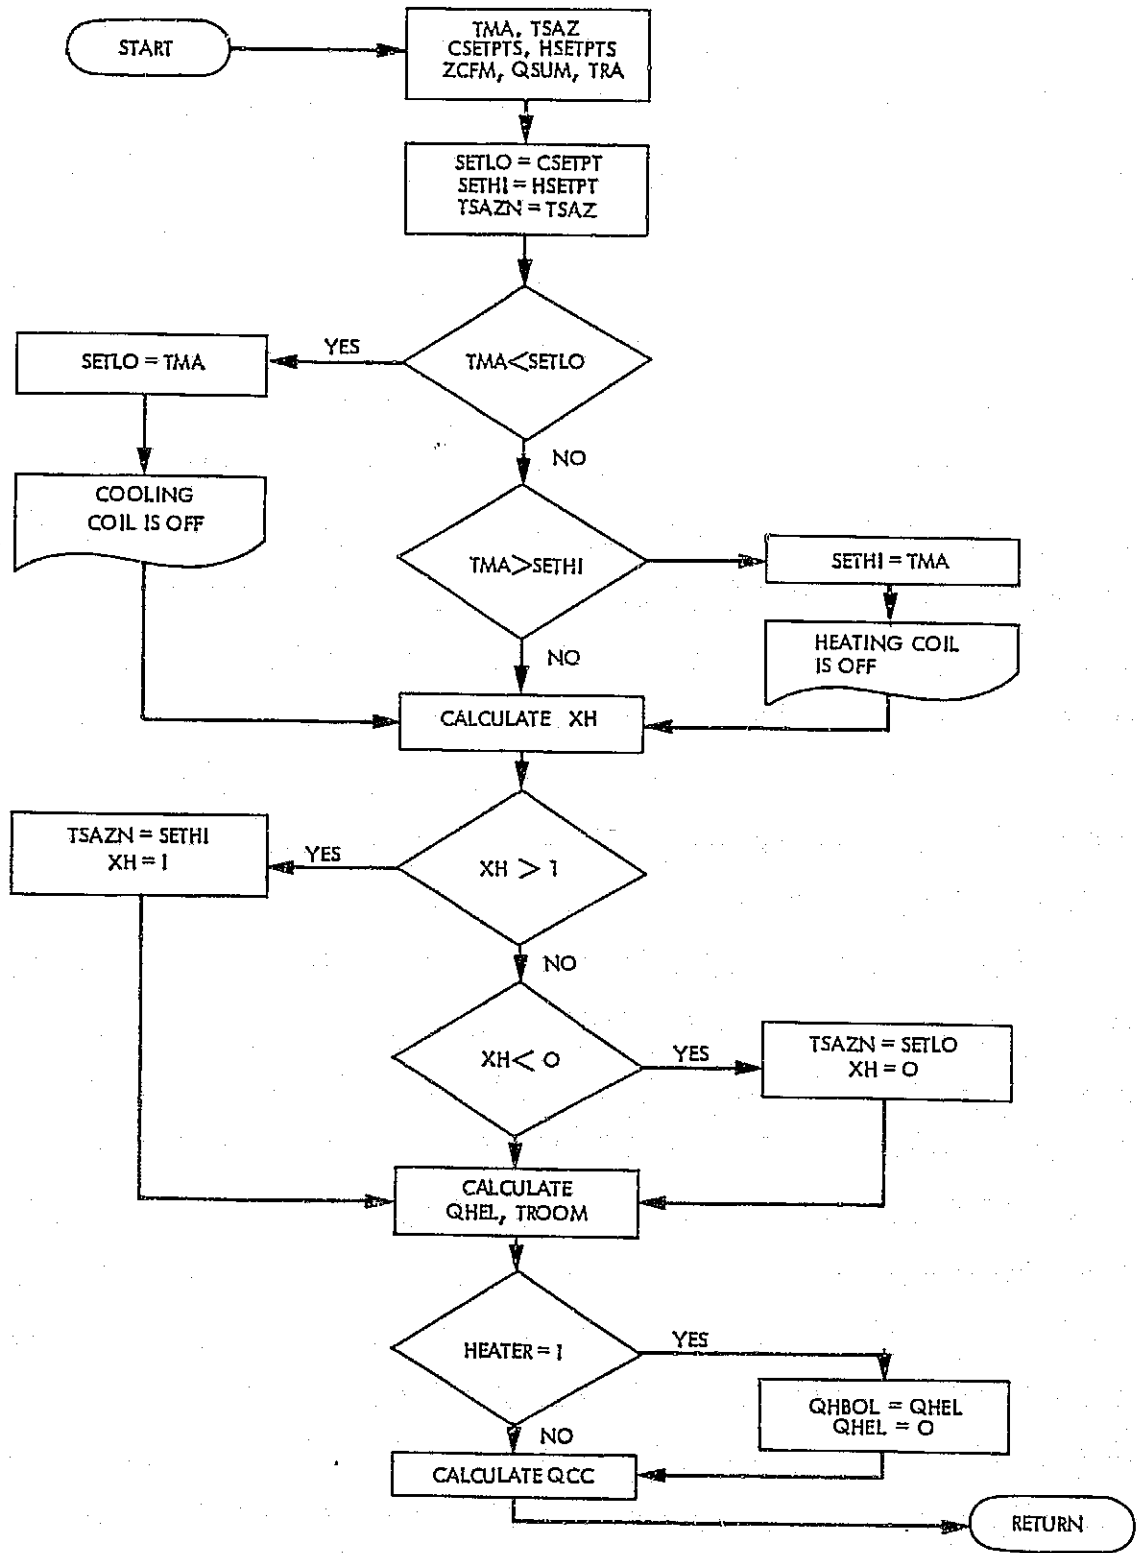 START
TMA, TSAZ
CSETPTS, HSETPTS
ZCFM, QSUM, TRA
SETLO = CSETPT
SETHI = HSETPT
TSAZN = TSAZ
TMA<SETLO
YES
SETLO = TMA
NO
COOLING
COIL IS OFF
TMA>SETHI
SETHI = TMA
NO
HEATING COIL
IS OFF
CALCULATE XH
XH > 1
YES
TSAZN = SETHI
XH = 1
NO
XH < 0
YES
TSAZN = SETLO
XH = 0
CALCULATE
QHEL, TROOM
HEATER = 1
YES
QHBOL = QHEL
QHEL = 0
NO
CALCULATE QCC
RETURN